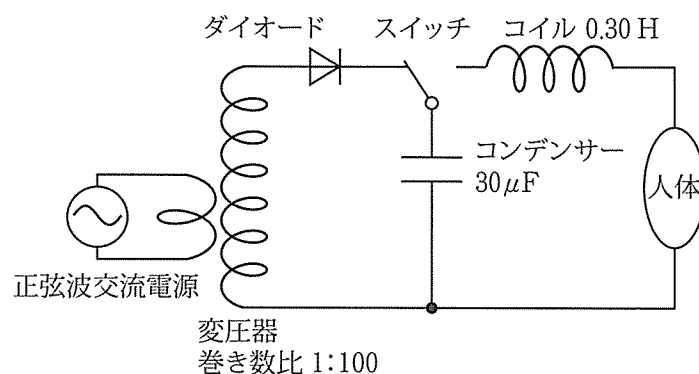 ダイオード
スイッチ
コイル 0.30 H
コンデンサー
30μF
人体
正弦波交流電源
変圧器
巻き数比 1:100